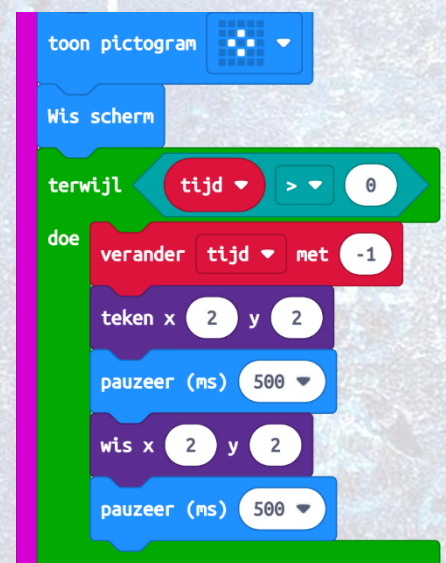 toon pictogram
Wis scherm
terwijl tijd > 0
doe
verander tijd met -1
teken x 2 y 2
pauzeer (ms) 500
wis x 2 y 2
pauzeer (ms) 500